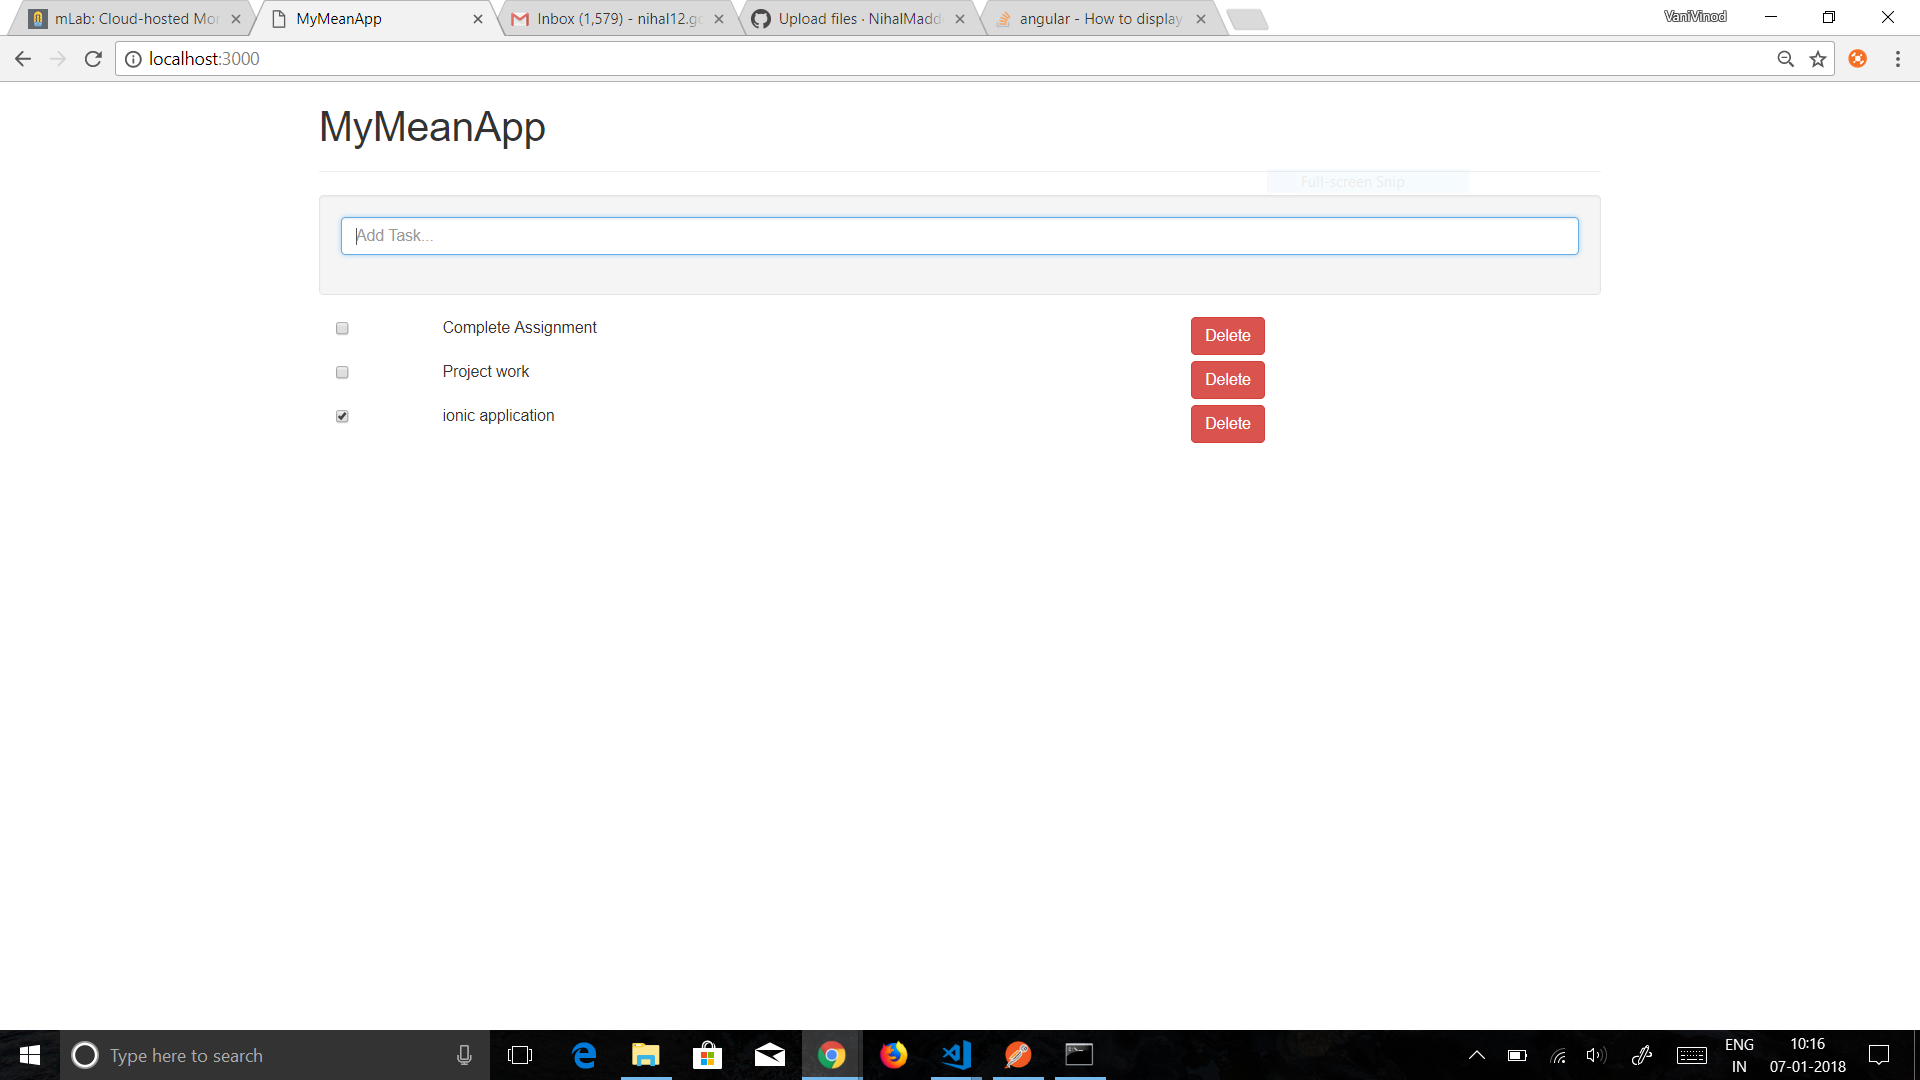 mLab: Cloud-hosted Mor
MyMeanApp
Inbox (1,579) - nihal12.go
Upload files · NihalMadd
angular - How to display
VaniVinod
localhost:3000
MyMeanApp
Full-screen Snip
Add Task...
Complete Assignment
Delete
Project work
Delete
ionic application
Delete
Type here to search
ENG
IN
10:16
07-01-2018